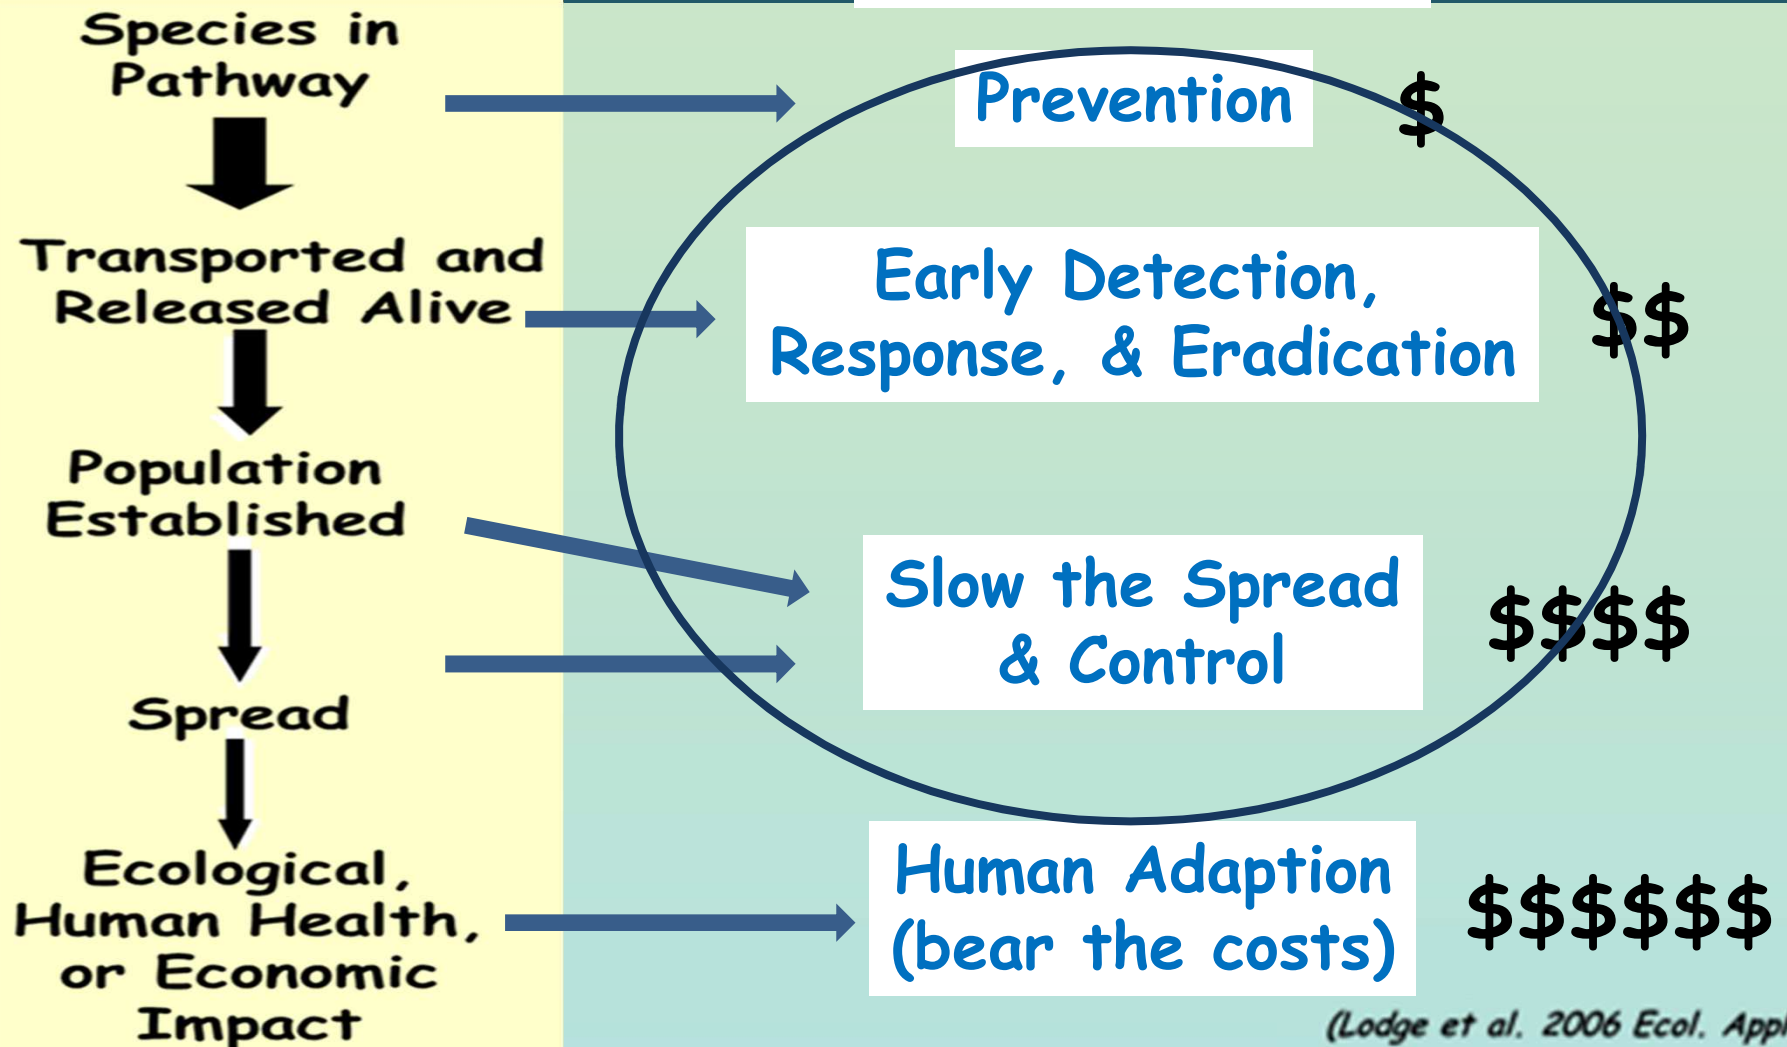 Species in
Pathway
Prevention
$
Transported and
Released Alive
Early Detection,
Response, & Eradication
$$
Population
Established
Slow the Spread
& Control
$$$$
Spread
Ecological,
Human Health,
or Economic
Impact
Human Adaption
(bear the costs)
$$$$$$
(Lodge et al. 2006 Ecol. Appl